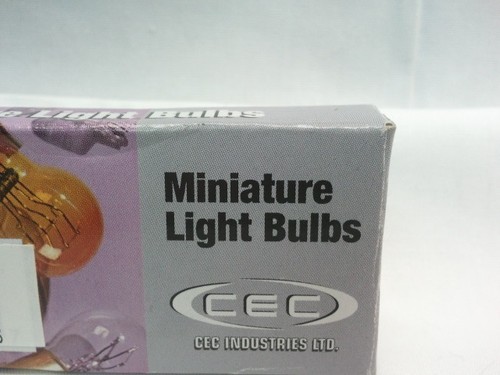 Light Bulbs
Miniature
Light Bulbs
CEC
CEC INDUSTRIES LTD.